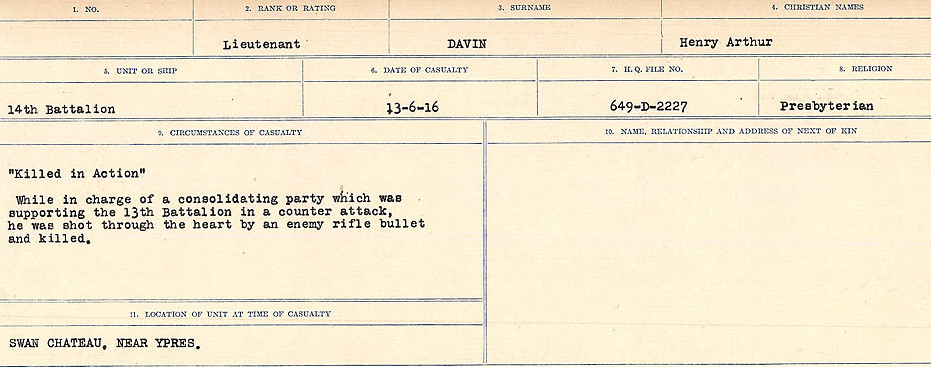 1. NO.
2. RANK OR RATING
3. SURNAME
4. CHRISTIAN NAMES
Lieutenant
DAVIN
Henry Arthur
5. UNIT OR SHIP
6. DATE OF CASUALTY
7. H.Q. FILE NO.
8. RELIGION
14th Battalion
13-6-16
649-D-2227
Presbyterian
9. CIRCUMSTANCES OF CASUALTY
10. NAME, RELATIONSHIP AND ADDRESS OF NEXT OF KIN
"Killed in Action"
While in charge of a consolidating party which was
supporting the 13th Battalion in a counter attack,
he was shot through the heart by an enemy rifle bullet
and killed.
11. LOCATION OF UNIT AT TIME OF CASUALTY
SWAN CHATEAU, NEAR YPRES.